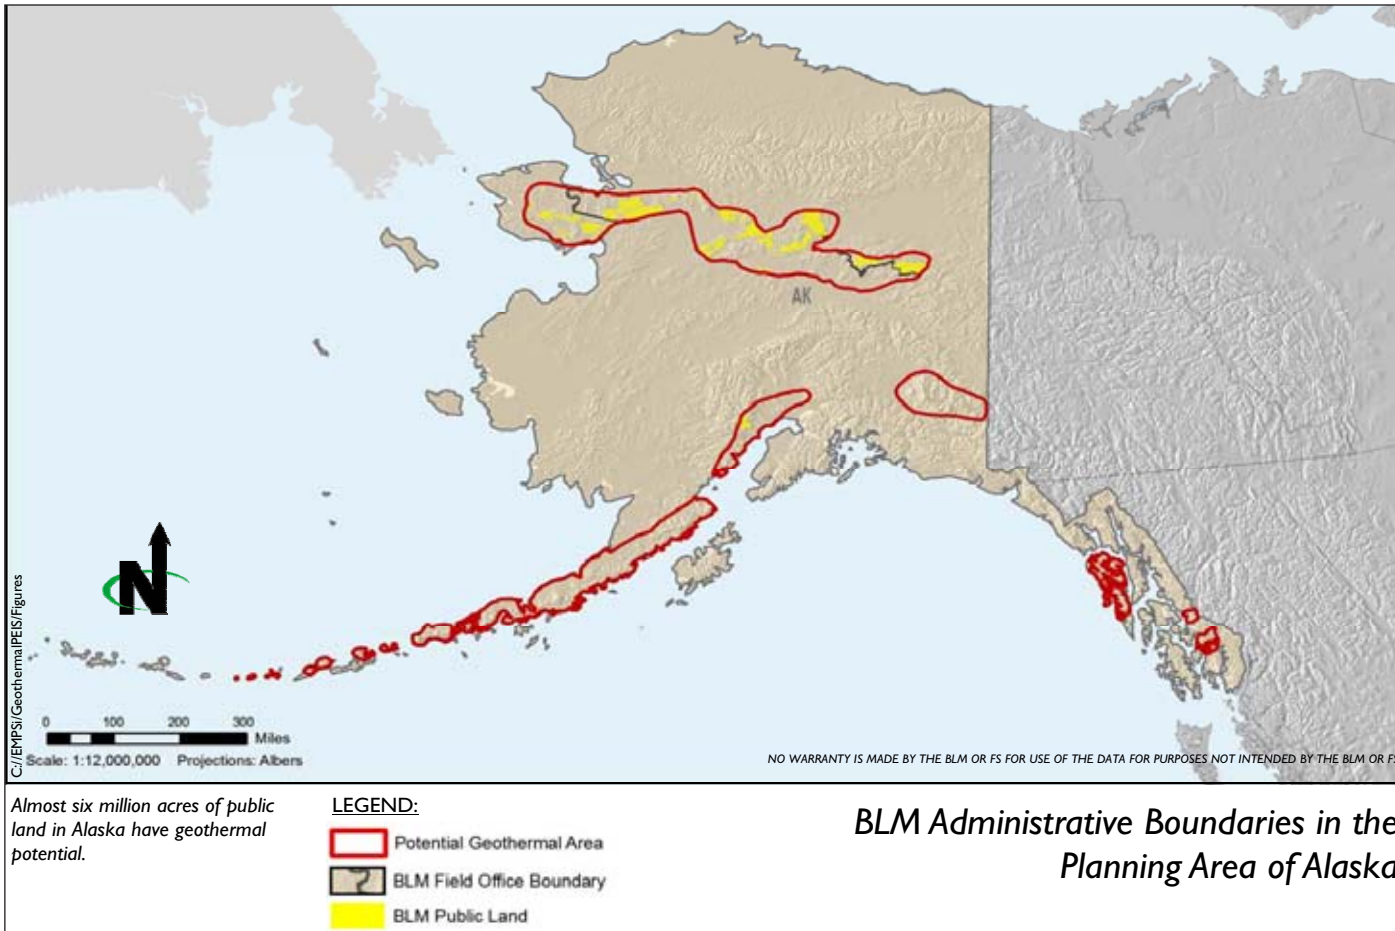 AK
N
C://EMPSi/GeothermalPEIS/Figures
0 100 200 300
Miles
Scale: 1:12,000,000 Projections: Albers
NO WARRANTY IS MADE BY THE BLM OR FS FOR USE OF THE DATA FOR PURPOSES NOT INTENDED BY THE BLM OR FS
Almost six million acres of public
land in Alaska have geothermal
potential.
LEGEND:
Potential Geothermal Area
BLM Field Office Boundary
BLM Public Land
BLM Administrative Boundaries in the
Planning Area of Alaska